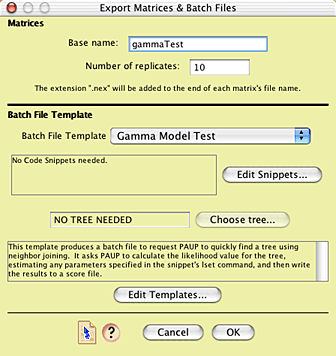 Export Matrices & Batch Files
Matrices
Base name: gammaTest
Number of replicates: 10
The extension ".nex" will be added to the end of each matrix's file name.
Batch File Template
Batch File Template Gamma Model Test
No Code Snippets needed.
Edit Snippets...
NO TREE NEEDED Choose tree...
This template produces a batch file to request PAUP to quickly find a tree using
neighbor joining. It asks PAUP to calculate the likelihood value for the tree,
estimating any parameters specified in the snippet's lset command, and then write
the results to a score file.
Edit Templates...
? Cancel OK